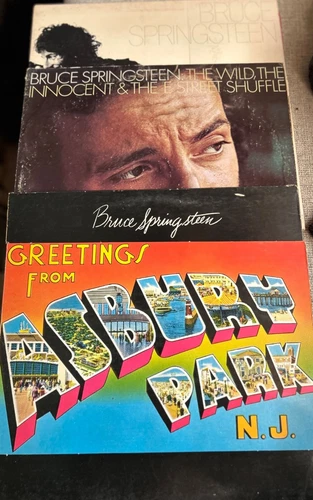 BRUCE
SPRINGSTEEN
BRUCE SPRINGSTEEN, THE WILD, THE
INNOCENT & THE E STREET SHUFFLE
Bruce Springsteen
GREETINGS
FROM
ASBURY
PARK
N.J.